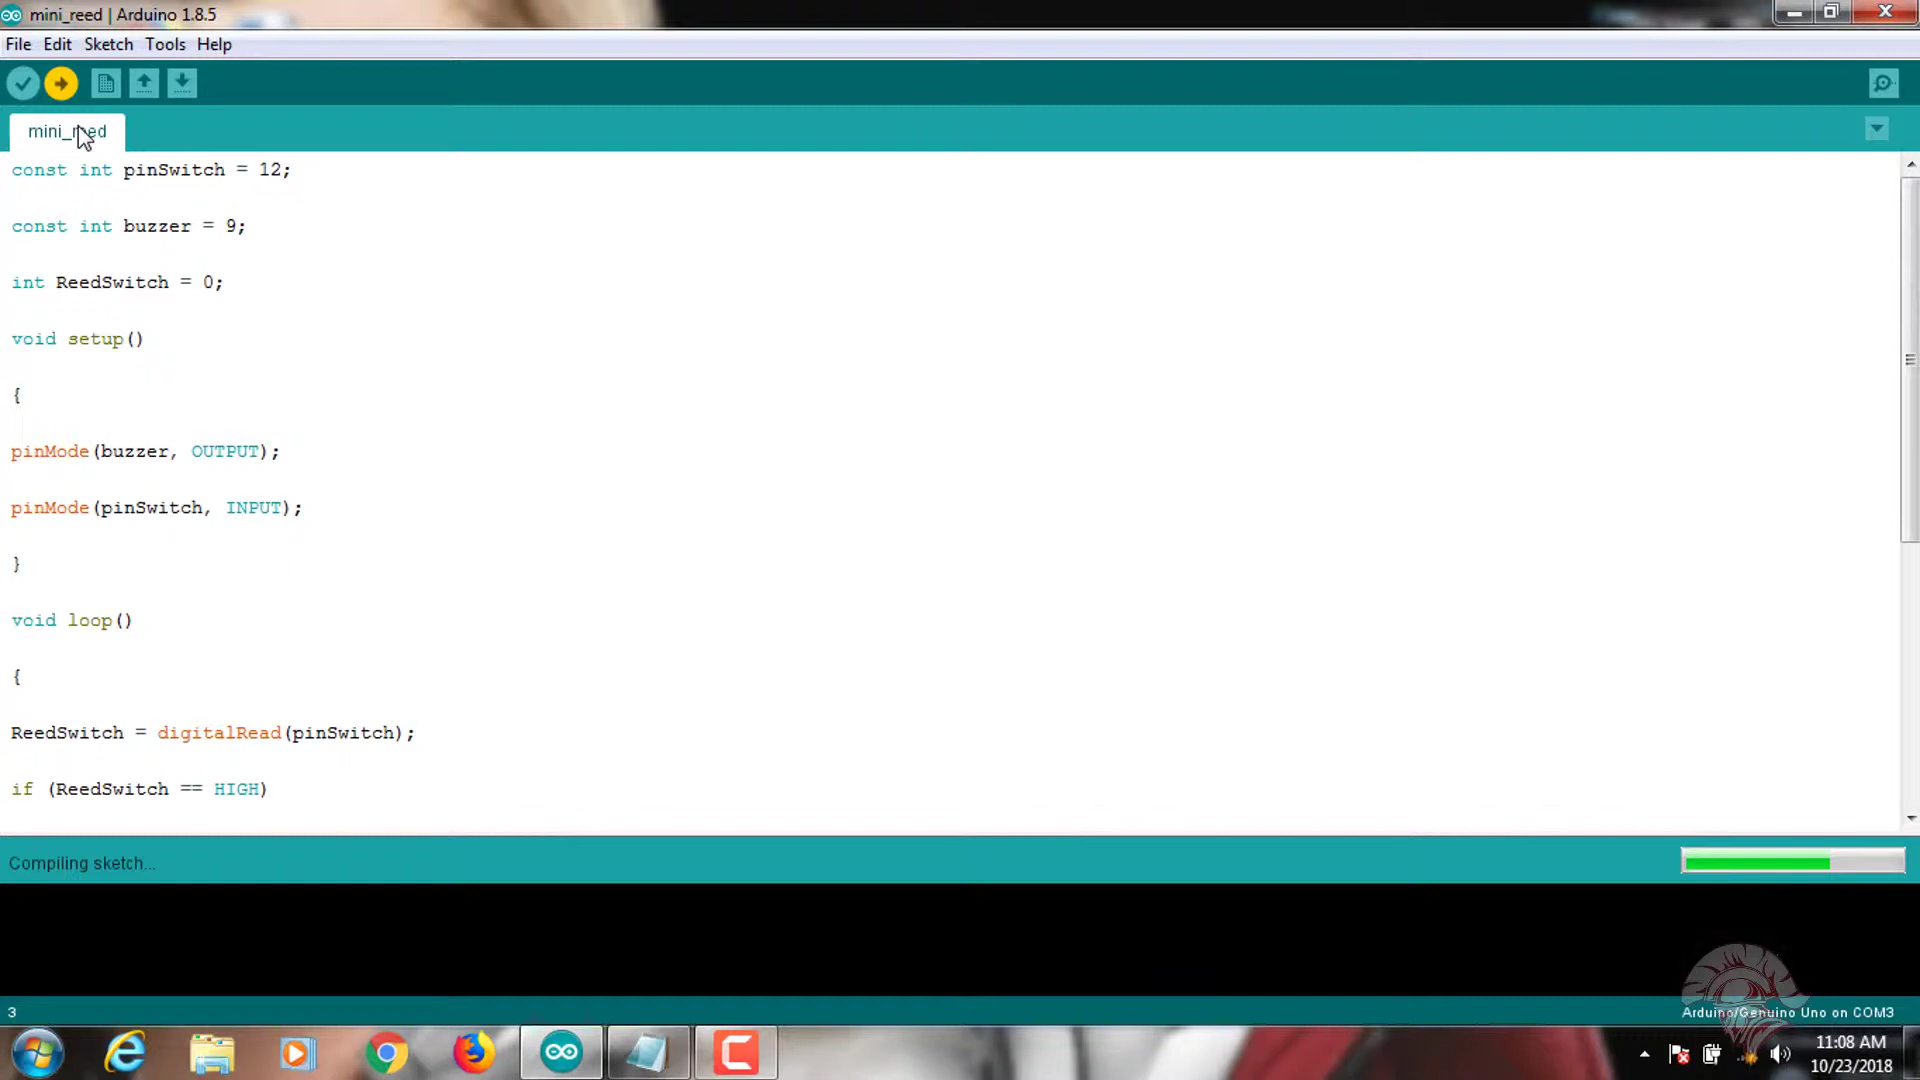 mini_reed | Arduino 1.8.5
File Edit Sketch Tools Help
mini_reed
const int pinSwitch = 12;
const int buzzer = 9;
int ReedSwitch = 0;
void setup()
{
pinMode(buzzer, OUTPUT);
pinMode(pinSwitch, INPUT);
}
void loop()
{
ReedSwitch = digitalRead(pinSwitch);
if (ReedSwitch == HIGH)
Compiling sketch...
3
Arduino/Genuino Uno on COM3
11:08 AM
10/23/2018